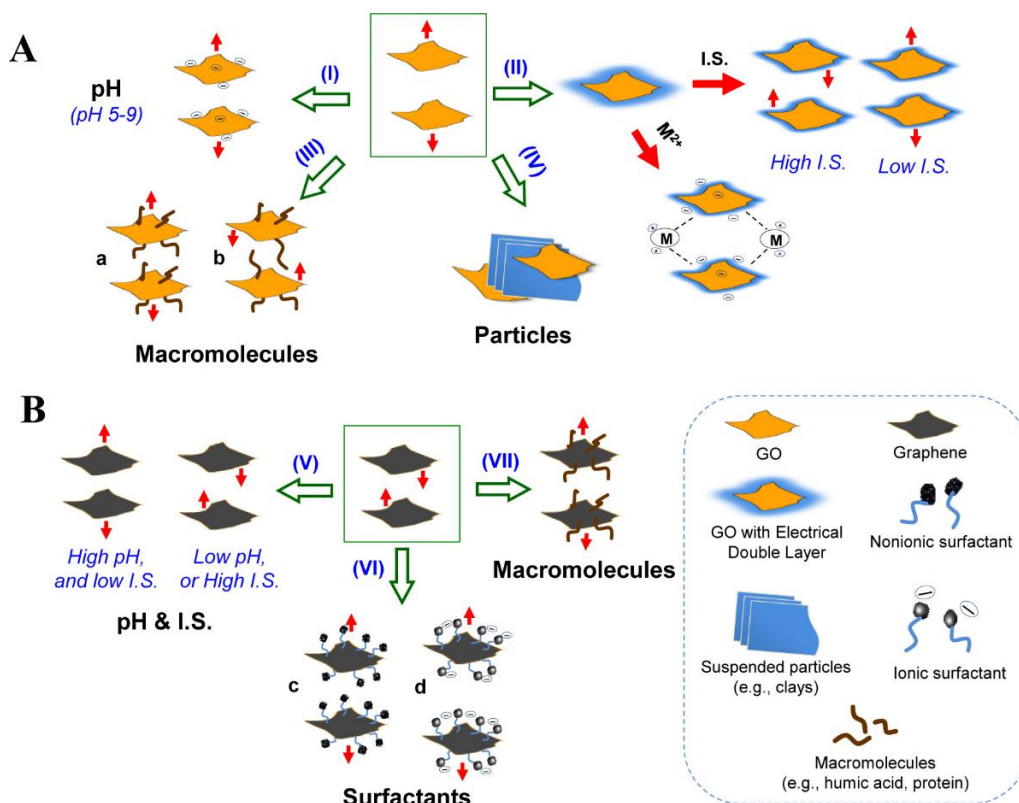 A
pH
(pH 5-9)
(I)
(II)
I.S.
M2+
High I.S.
Low I.S.
(III)
(IV)
a
b
M
M
Macromolecules
Particles
B
(V)
(VII)
High pH,
and low I.S.
Low pH,
or High I.S.
pH & I.S.
(VI)
Macromolecules
c
d
Surfactants
GO
Graphene
GO with Electrical
Double Layer
Nonionic surfactant
Suspended particles
(e.g., clays)
Ionic surfactant
Macromolecules
(e.g., humic acid, protein)